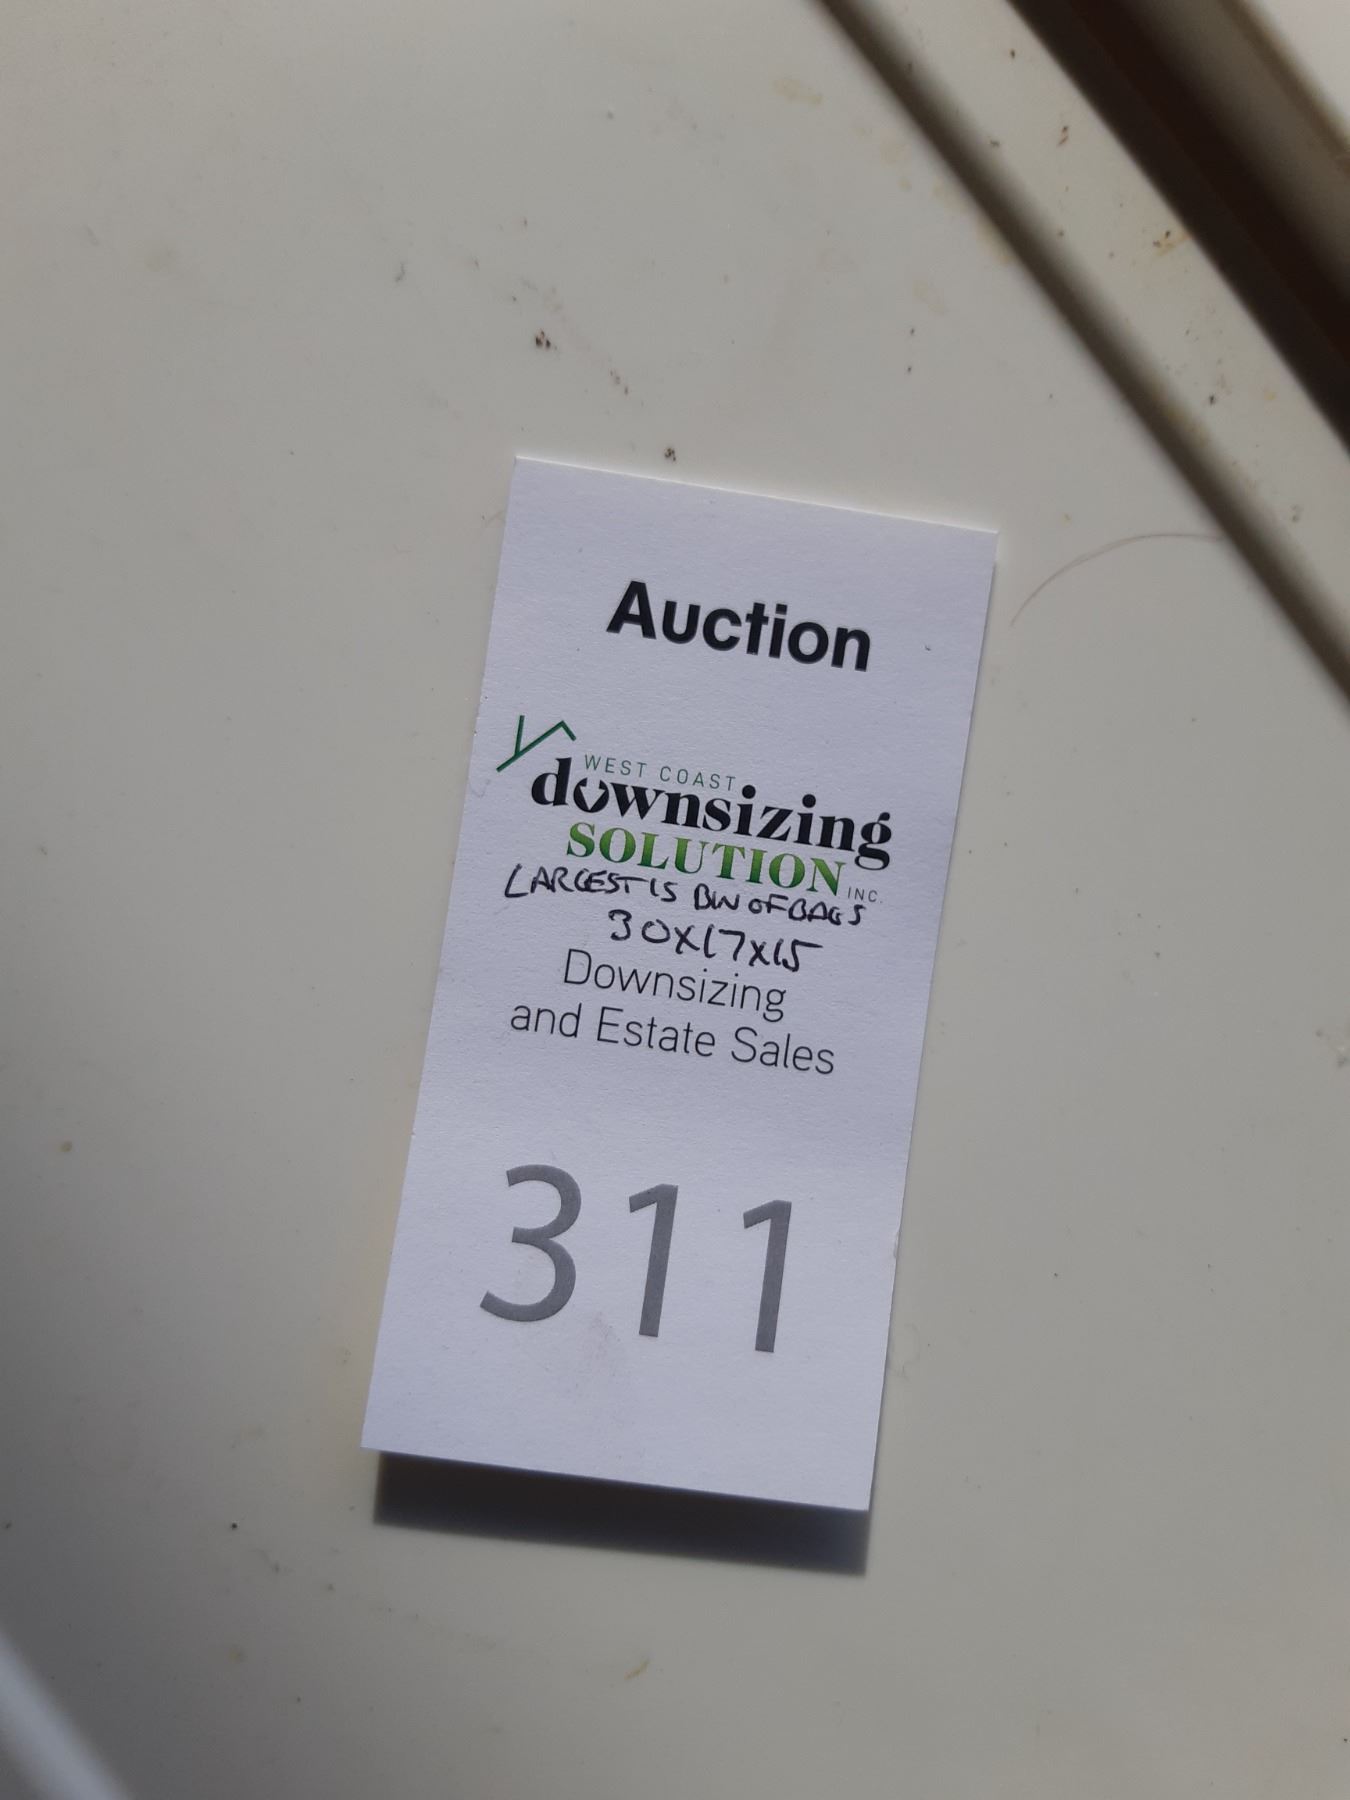 Auction
WEST COAST
downsizing
SOLUTION INC.
LARGEST IS BIN OF BAGS
30x17x15
Downsizing
and Estate Sales
311